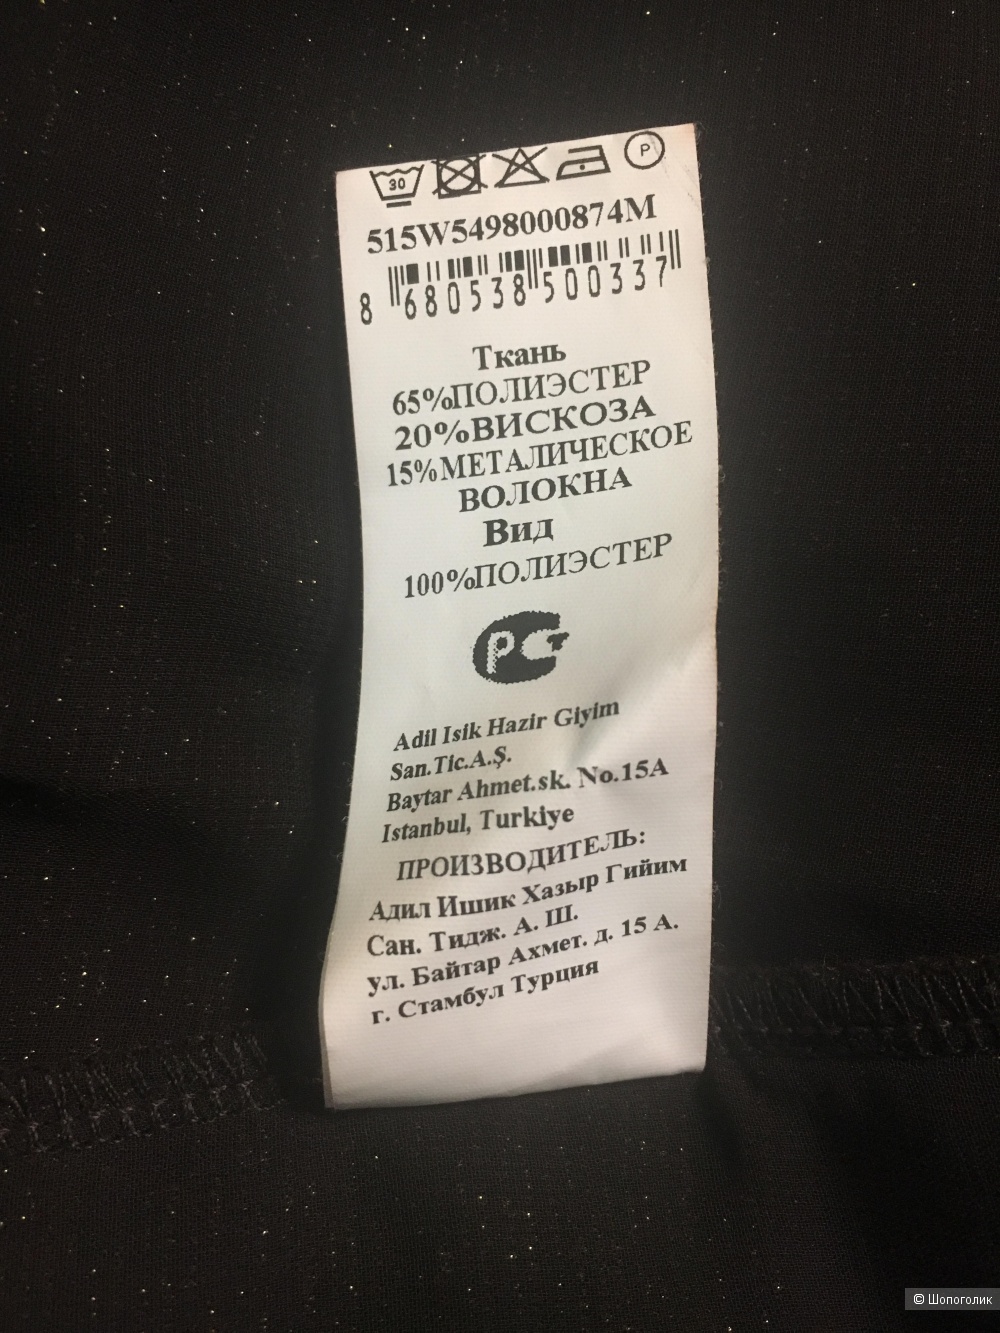 30
P
515W5498000874M
8 680538 500337
Ткань
65%ПОЛИЭСТЕР
20%ВИСКОЗА
15%МЕТАЛИЧЕСКОЕ
ВОЛОКНА
Вид
100%ПОЛИЭСТЕР
РСТ
Adil Isik Hazir Giyim
San.Tic.A.Ş.
Baytar Ahmet.sk. No.15A
Istanbul, Turkiye
ПРОИЗВОДИТЕЛЬ:
Адил Ишик Хазыр Гийим
Сан. Тидж. А. Ш.
ул. Байтар Ахмет. д. 15 А.
г. Стамбул Турция
© Шопоголик